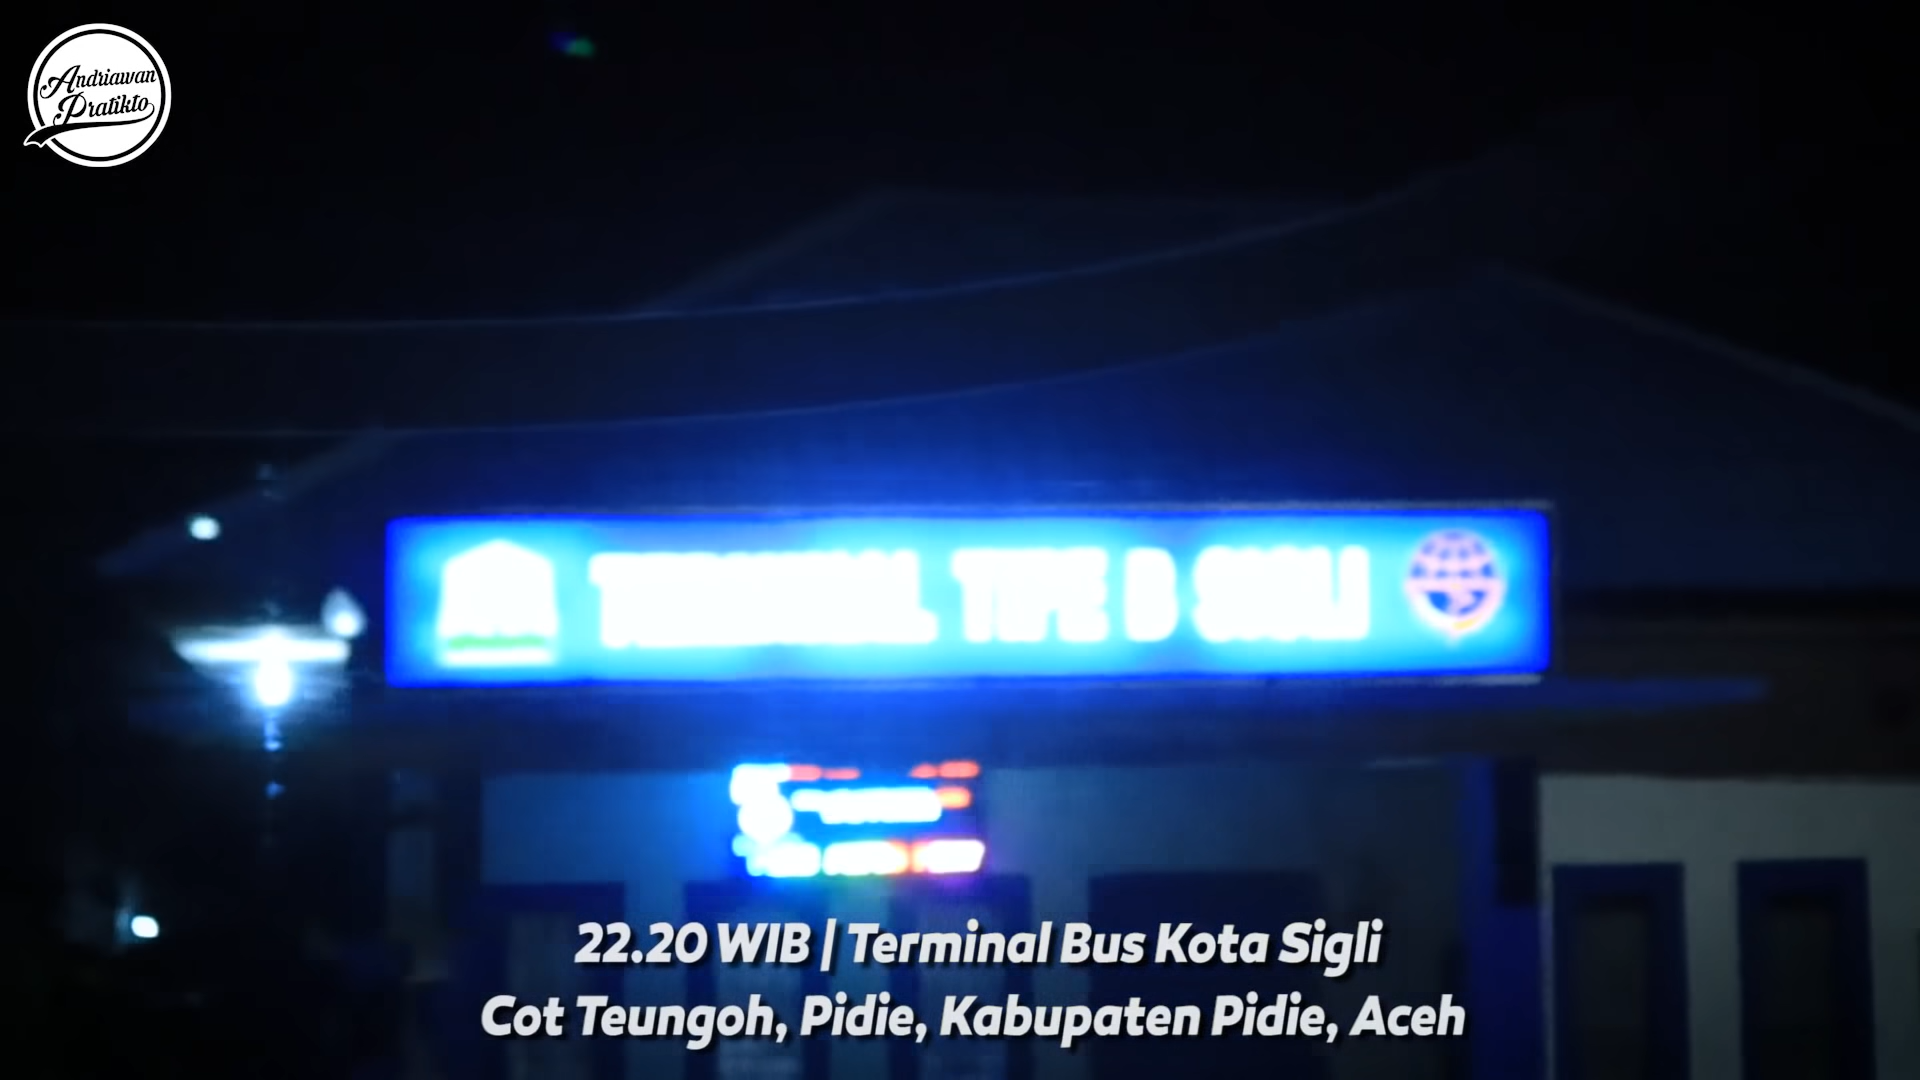 Andriawan
Pratikto
TERMINAL TIPE B SIGLI
22.20 WIB | Terminal Bus Kota Sigli
Cot Teungoh, Pidie, Kabupaten Pidie, Aceh